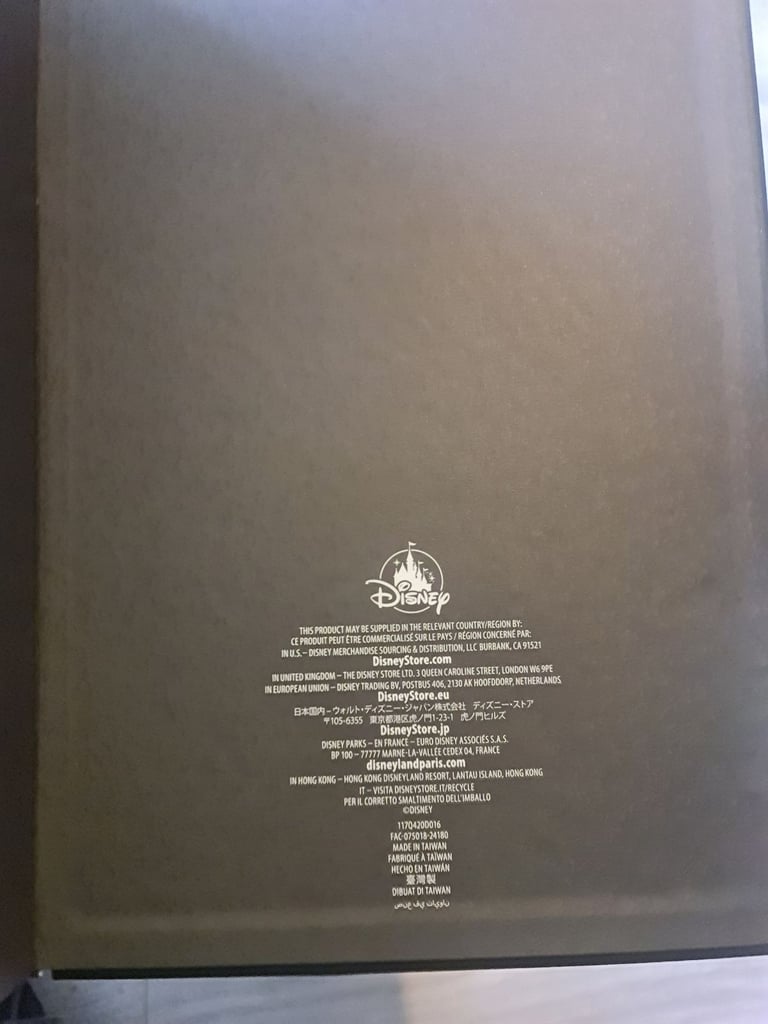 Disney
THIS PRODUCT MAY BE SUPPLIED IN THE RELEVANT COUNTRY/REGION BY:
CE PRODUIT PEUT ÊTRE COMMERCIALISÉ SUR LE PAYS / RÉGION CONCERNÉ PAR:
IN U.S. – DISNEY MERCHANDISE SOURCING & DISTRIBUTION, LLC BURBANK, CA 91521
DisneyStore.com
IN UNITED KINGDOM – THE DISNEY STORE LTD. 3 QUEEN CAROLINE STREET, LONDON W6 9PE
IN EUROPEAN UNION – DISNEY TRADING BV, POSTBUS 406, 2130 AK HOOFDDORP, NETHERLANDS
DisneyStore.eu
日本国内 – ウォルト・ディズニー・ジャパン株式会社 ディズニー・ストア
〒105-6355 東京都港区虎ノ門1-23-1 虎ノ門ヒルズ
DisneyStore.jp
DISNEY PARKS – EN FRANCE – EURO DISNEY ASSOCIÉS S.A.S.
BP 100 – 77777 MARNE-LA-VALLÉE CEDEX 04, FRANCE
disneylandparis.com
IN HONG KONG – HONG KONG DISNEYLAND RESORT, LANTAU ISLAND, HONG KONG
IT – VISITA DISNEYSTORE.IT/RECYCLE
PER IL CORRETTO SMALTIMENTO DELL'IMBALLO
©DISNEY
1170420D016
FAC-075018-24180
MADE IN TAIWAN
FABRIQUÉ À TAÏWAN
HECHO EN TAIWÁN
臺灣製
DIBUAT DI TAIWAN
صنع في تايوان